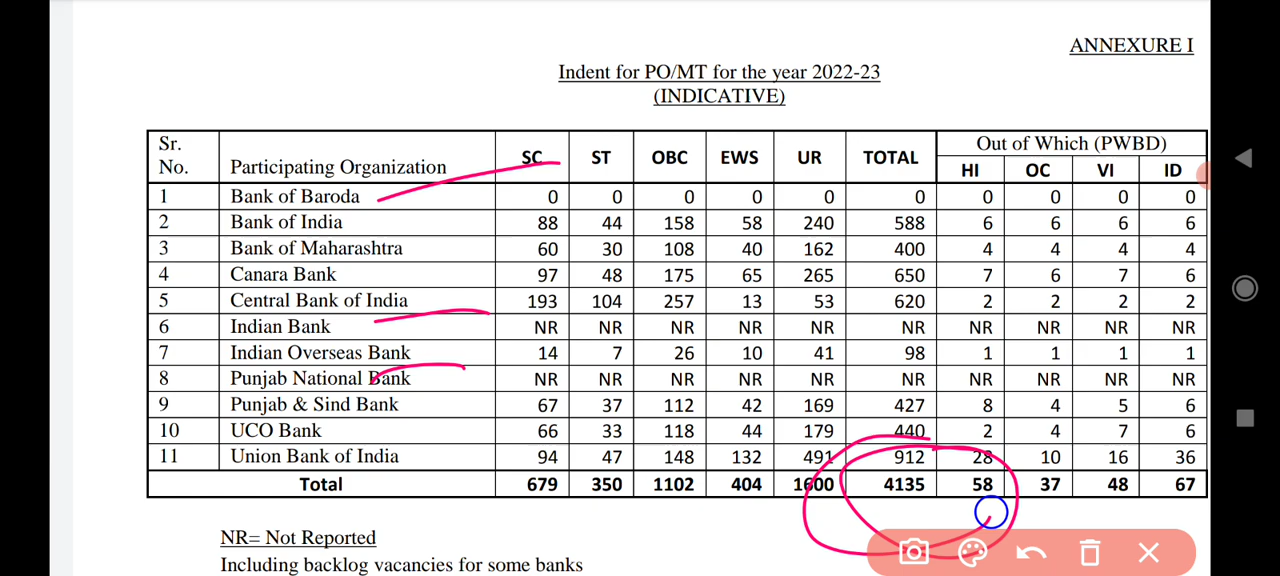 ANNEXURE I
Indent for PO/MT for the year 2022-23
(INDICATIVE)
Sr. No. Participating Organization SC ST OBC EWS UR TOTAL Out of Which (PWBD)
HI OC VI ID
1 Bank of Baroda 0 0 0 0 0 0 0 0 0 0
2 Bank of India 88 44 158 58 240 588 6 6 6 6
3 Bank of Maharashtra 60 30 108 40 162 400 4 4 4 4
4 Canara Bank 97 48 175 65 265 650 7 6 7 6
5 Central Bank of India 193 104 257 13 53 620 2 2 2 2
6 Indian Bank NR NR NR NR NR NR NR NR NR NR
7 Indian Overseas Bank 14 7 26 10 41 98 1 1 1 1
8 Punjab National Bank NR NR NR NR NR NR NR NR NR NR
9 Punjab & Sind Bank 67 37 112 42 169 427 8 4 5 6
10 UCO Bank 66 33 118 44 179 440 2 4 7 6
11 Union Bank of India 94 47 148 132 491 912 28 10 16 36
Total 679 350 1102 404 1600 4135 58 37 48 67
NR= Not Reported
Including backlog vacancies for some banks